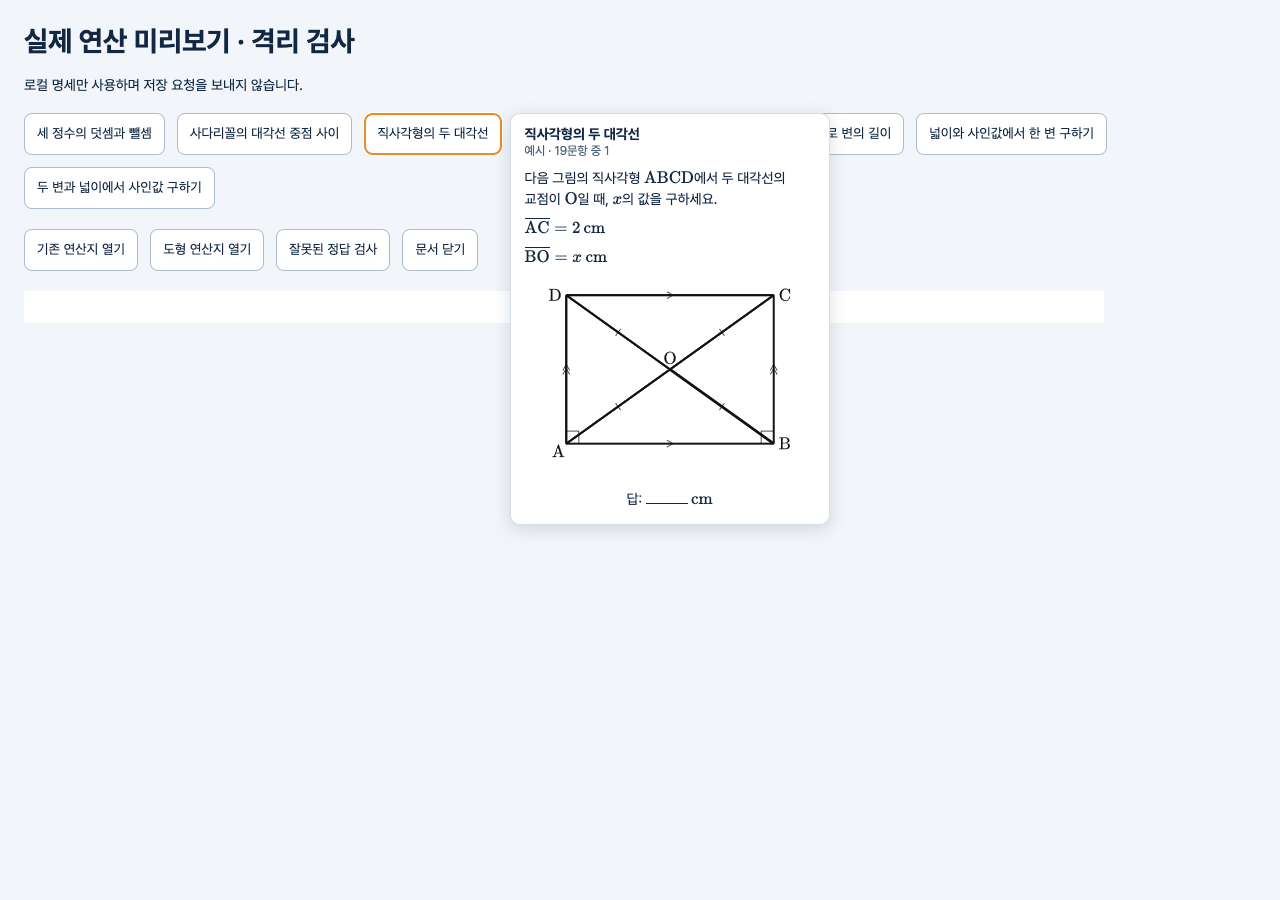 실제 연산 미리보기 · 격리 검사
로컬 명세만 사용하며 저장 요청을 보내지 않습니다.
세 정수의 덧셈과 뺄셈
사다리꼴의 대각선 중점 사이
직사각형의 두 대각선
변의 길이
넓이와 사인값에서 한 변 구하기
두 변과 넓이에서 사인값 구하기
기존 연산지 열기
도형 연산지 열기
잘못된 정답 검사
문서 닫기
직사각형의 두 대각선
예시 · 19문항 중 1
다음 그림의 직사각형 ABCD에서 두 대각선의
교점이 O일 때, x의 값을 구하세요.
A̅C̅ = 2 cm
B̅O̅ = x cm
D
C
O
A
B
답: ______ cm